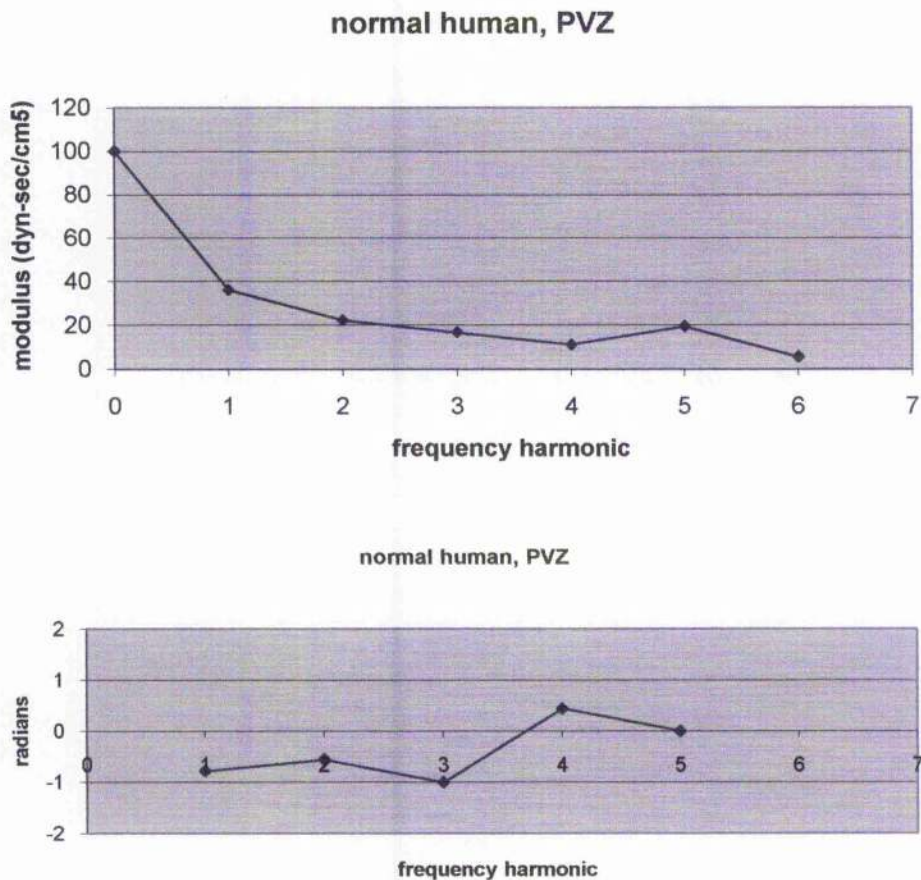 normal human, PVZ
modulus (dyn-sec/cm5)
120
100
80
60
40
20
0
0 1 2 3 4 5 6 7
frequency harmonic
normal human, PVZ
radians
2
1
0
-1
-2
0 1 2 3 4 5 6 7
frequency harmonic